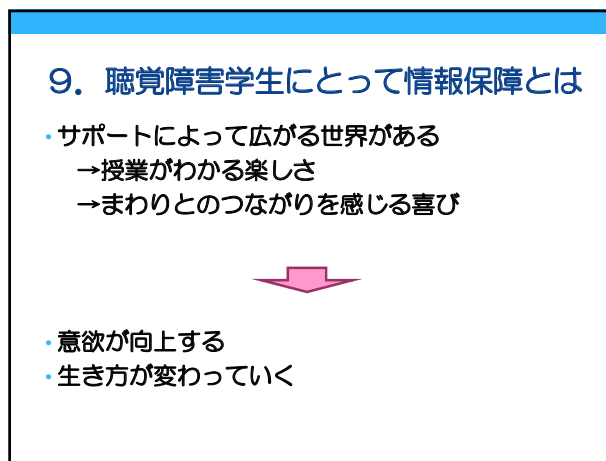 ９．聴覚障害学生にとって情報保障とは
・サポートによって広がる世界がある
→授業がわかる楽しさ
→まわりとのつながりを感じる喜び
・意欲が向上する
・生き方が変わっていく